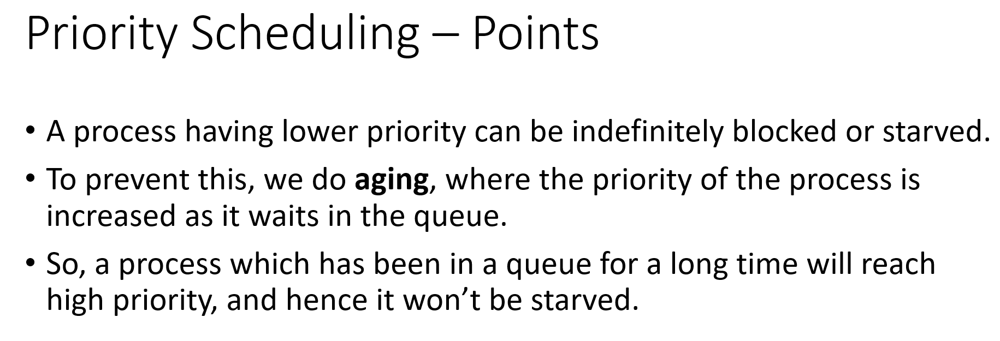 Priority Scheduling – Points
• A process having lower priority can be indefinitely blocked or starved.
• To prevent this, we do aging, where the priority of the process is
increased as it waits in the queue.
• So, a process which has been in a queue for a long time will reach
high priority, and hence it won’t be starved.